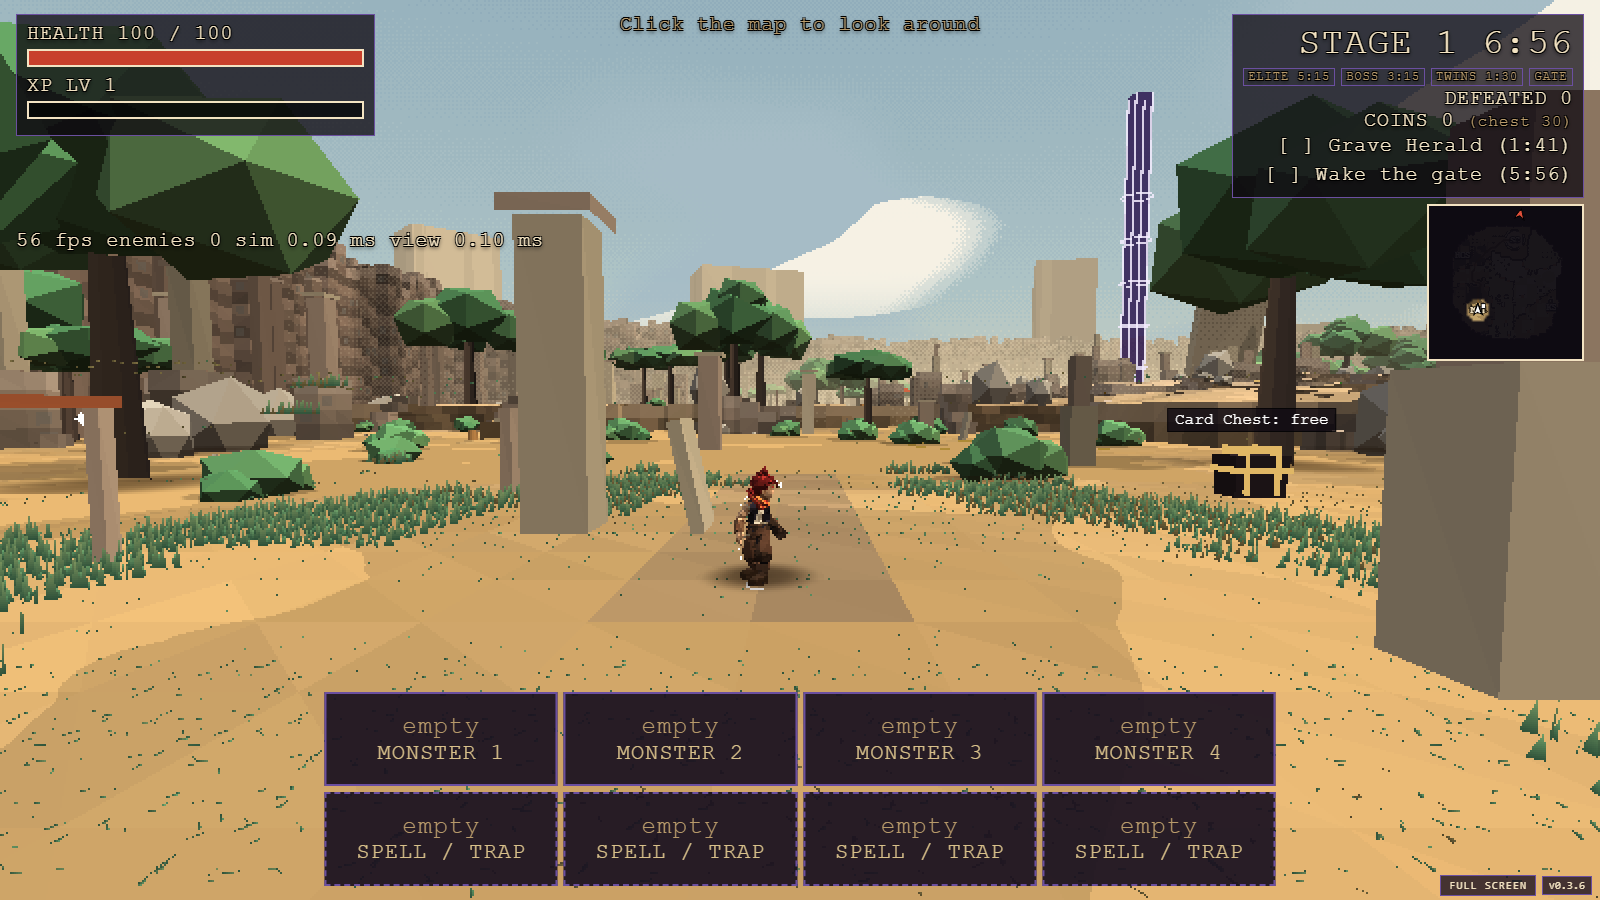 HEALTH 100 / 100
XP LV 1
Click the map to look around
STAGE 1 6:56
ELITE 5:15 BOSS 3:15 TWINS 1:30 GATE
DEFEATED 0
COINS 0 (chest 30)
[ ] Grave Herald (1:41)
[ ] Wake the gate (5:56)
56 fps enemies 0 sim 0.09 ms view 0.10 ms
Card Chest: free
empty
MONSTER 1
empty
MONSTER 2
empty
MONSTER 3
empty
MONSTER 4
empty
SPELL / TRAP
empty
SPELL / TRAP
empty
SPELL / TRAP
empty
SPELL / TRAP
FULL SCREEN
v0.3.6